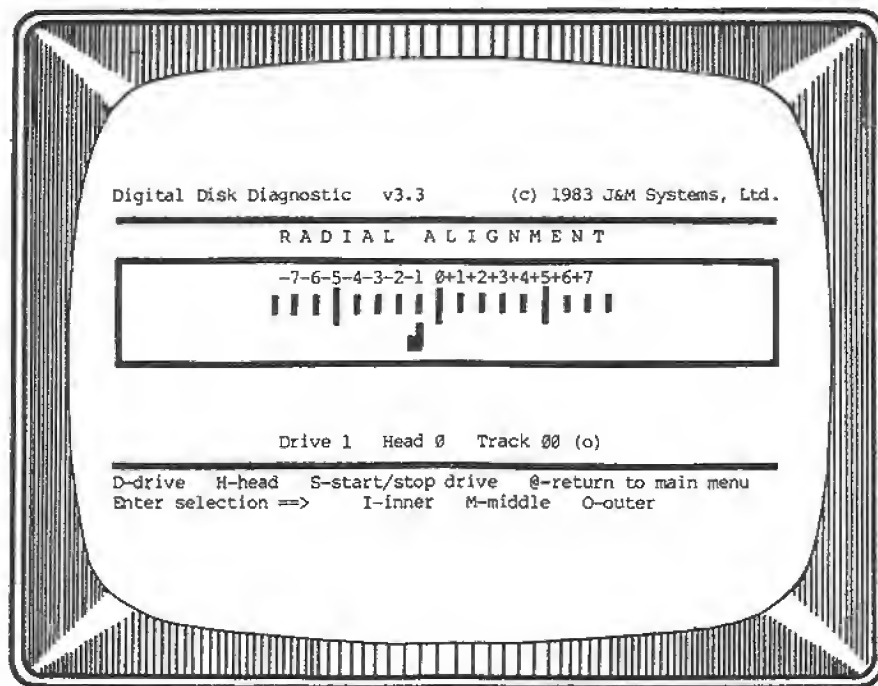 Digital Disk Diagnostic v3.3 (c) 1983 J&M Systems, Ltd.
RADIAL ALIGNMENT
-7-6-5-4-3-2-1 0+1+2+3+4+5+6+7
Drive 1 Head 0 Track 00 (o)
D-drive H-head S-start/stop drive @-return to main menu
Enter selection ==> I-inner M-middle O-outer